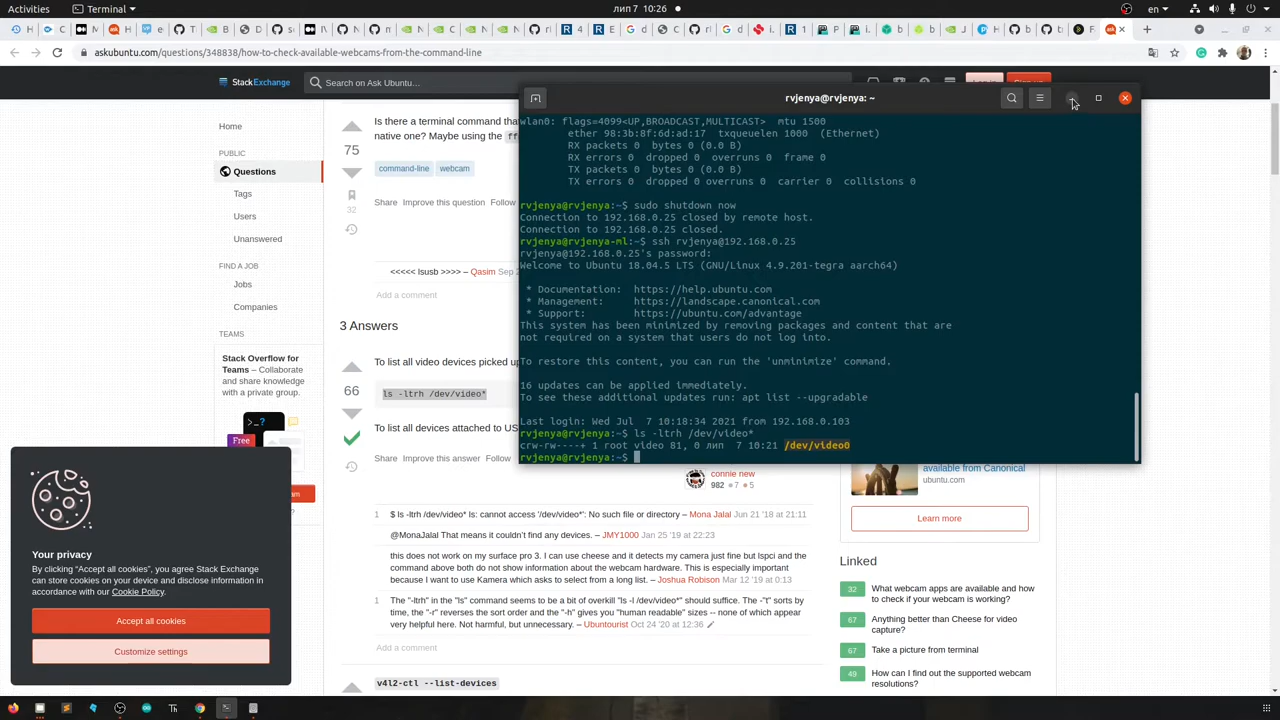 Activities
Terminal
лип 7 10:26
en
askubuntu.com/questions/348838/how-to-check-available-webcams-from-the-command-line
StackExchange
Search on Ask Ubuntu…
Home
PUBLIC
Questions
Tags
Users
Unanswered
FIND A JOB
Jobs
Companies
TEAMS
Stack Overflow for
Teams – Collaborate
and share knowledge
with a private group.
Free
Is there a terminal command tha
native one? Maybe using the ff
75
command-line
webcam
32
Share Improve this question Follow
<<<<< lsusb >>>> – Qasim Sep
Add a comment
3 Answers
To list all video devices picked up
66
ls -ltrh /dev/video*
To list all devices attached to US
Share Improve this answer Follow
connie new
982 7 5
1 $ ls -ltrh /dev/video* ls: cannot access '/dev/video*': No such file or directory – Mona Jalal Jun 21 '18 at 21:11
@MonaJalal That means it couldn't find any devices. – JMY1000 Jan 25 '19 at 22:23
this does not work on my surface pro 3. I can use cheese and it detects my camera just fine but lspci and the
command above both do not show information about the webcam hardware. This is especially important
because I want to use Kamera which asks to select from a long list. – Joshua Robison Mar 12 '19 at 0:13
1 The "-ltrh" in the "ls" command seems to be a bit of overkill "ls -l /dev/video*" should suffice. The -"t" sorts by
time, the "-r" reverses the sort order and the "-h" gives you "human readable" sizes -- none of which appear
very helpful here. Not harmful, but unnecessary. – Ubuntourist Oct 24 '20 at 12:36
Add a comment
v4l2-ctl --list-devices
rvjenya@rvjenya: ~
wlan0: flags=4099<UP,BROADCAST,MULTICAST> mtu 1500
ether 98:3b:8f:6d:ad:17 txqueuelen 1000 (Ethernet)
RX packets 0 bytes 0 (0.0 B)
RX errors 0 dropped 0 overruns 0 frame 0
TX packets 0 bytes 0 (0.0 B)
TX errors 0 dropped 0 overruns 0 carrier 0 collisions 0
rvjenya@rvjenya:~$ sudo shutdown now
Connection to 192.168.0.25 closed by remote host.
Connection to 192.168.0.25 closed.
rvjenya@rvjenya-ml:~$ ssh rvjenya@192.168.0.25
rvjenya@192.168.0.25's password:
Welcome to Ubuntu 18.04.5 LTS (GNU/Linux 4.9.201-tegra aarch64)
* Documentation: https://help.ubuntu.com
* Management: https://landscape.canonical.com
* Support: https://ubuntu.com/advantage
This system has been minimized by removing packages and content that are
not required on a system that users do not log into.
To restore this content, you can run the 'unminimize' command.
16 updates can be applied immediately.
To see these additional updates run: apt list --upgradable
Last login: Wed Jul 7 10:18:34 2021 from 192.168.0.103
rvjenya@rvjenya:~$ ls -ltrh /dev/video*
crw-rw----+ 1 root video 81, 0 лип 7 10:21 /dev/video0
rvjenya@rvjenya:~$
available from Canonical
ubuntu.com
Learn more
Linked
32 What webcam apps are available and how
to check if your webcam is working?
67 Anything better than Cheese for video
capture?
67 Take a picture from terminal
49 How can I find out the supported webcam
resolutions?
Your privacy
By clicking “Accept all cookies”, you agree Stack Exchange
can store cookies on your device and disclose information in
accordance with our Cookie Policy.
Accept all cookies
Customize settings